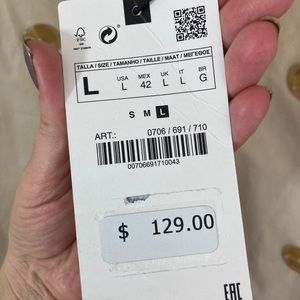 FSC
TALLA / SIZE / TAMANHO / TAILLE / MAAT / ΜΕΓΕΘΟΣ
L
USA MEX UK IT BR
L 42 L L G
S M L
ART.: 0706 / 691 / 710
00706691710043
$ 129.00
EAC